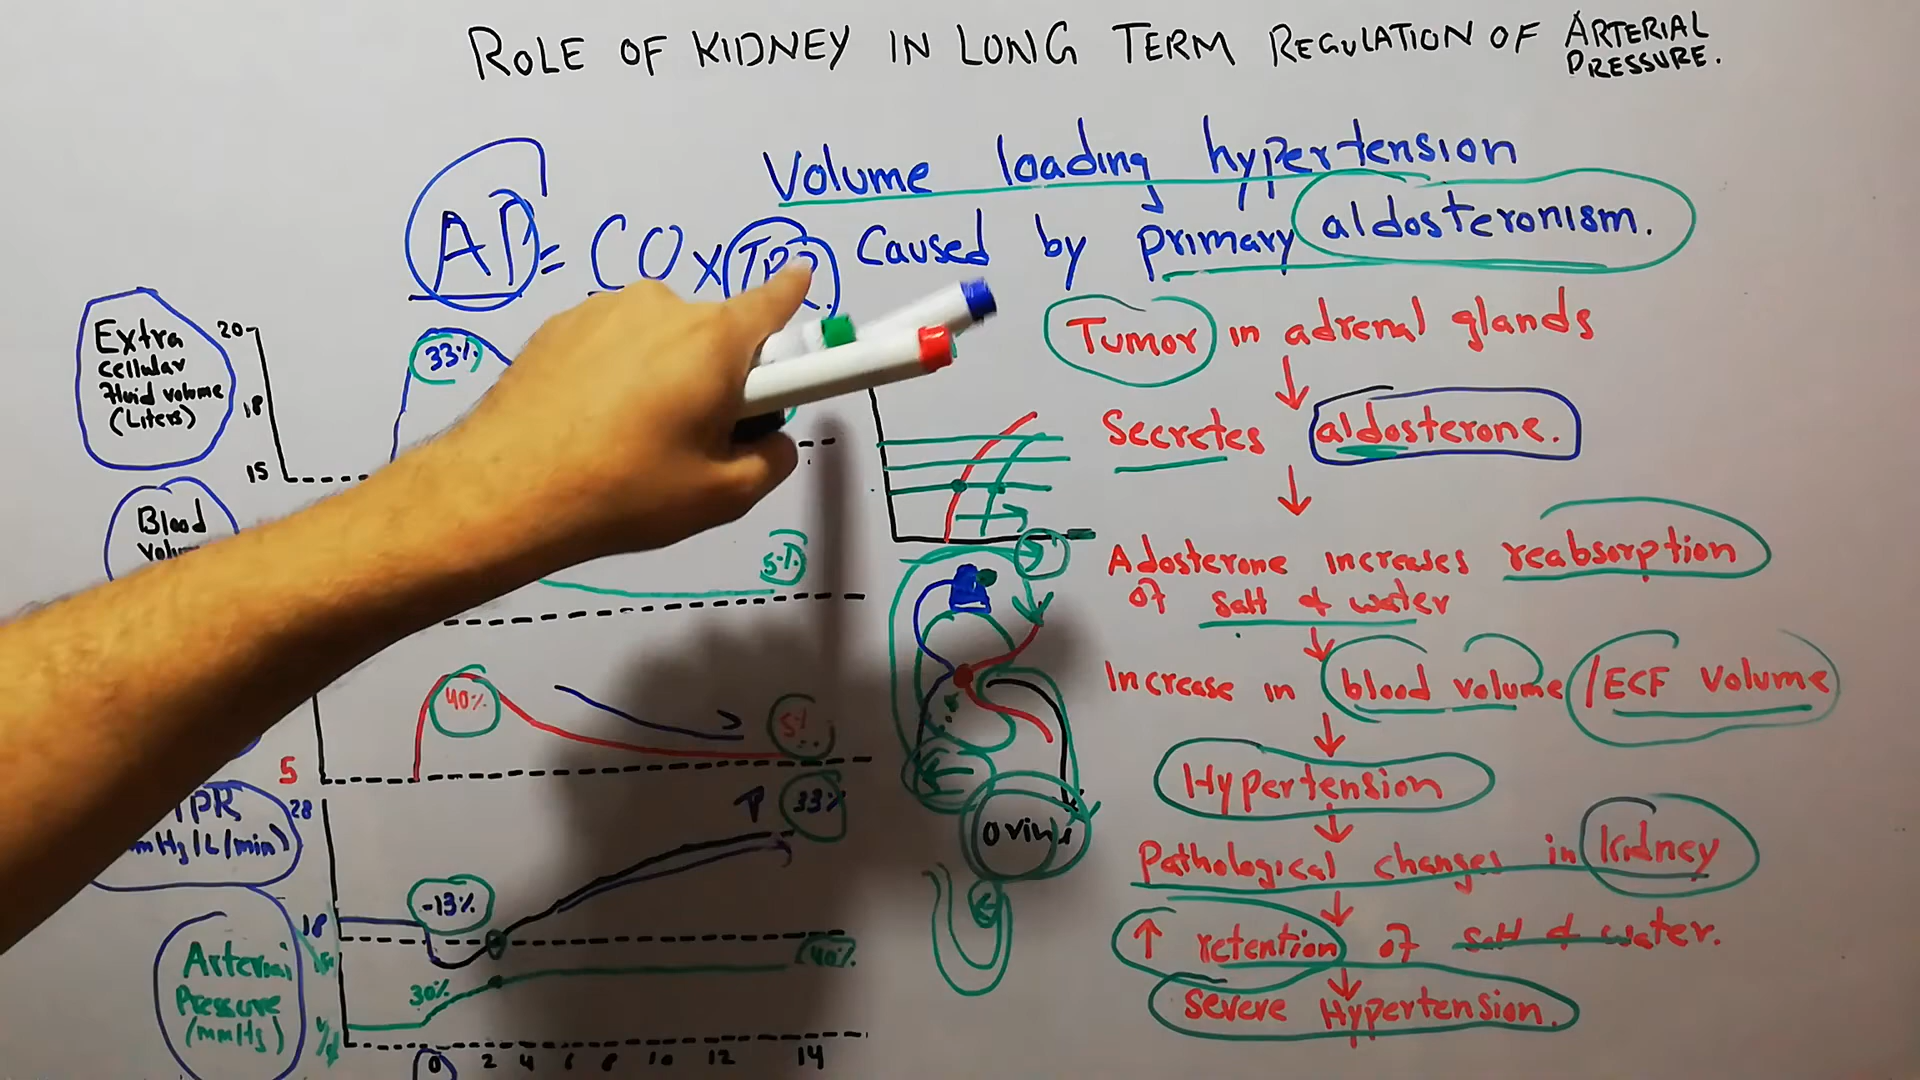 ROLE OF KIDNEY IN LONG TERM REGULATION OF ARTERIAL PRESSURE.
Volume loading hypertension
AP = CO x TPR
Caused by primary aldosteronism.
Extra
cellular
fluid volume
(Liters)
20
18
15
33%
Blood
5%
40%
5%
5
TPR
28
mmHg/L/min)
33%
-13%
18
Arterial
Pressure
(mmHg)
30%
40%
0 2 4 6 8 10 12 14
Tumor in adrenal glands
Secretes aldosterone.
Adosterone increases reabsorption
of salt & water
Increase in blood volume /ECF volume
Hypertension
Pathological changes in kidney
↑ retention of salt & water.
severe Hypertension.